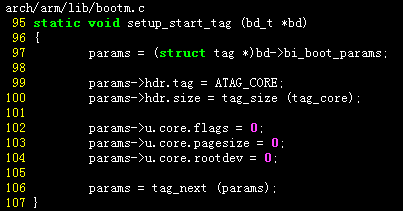 arch/arm/lib/bootm.c
95 static void setup_start_tag (bd_t *bd)
96 {
97         params = (struct tag *)bd->bi_boot_params;
98
99         params->hdr.tag = ATAG_CORE;
100         params->hdr.size = tag_size (tag_core);
101
102         params->u.core.flags = 0;
103         params->u.core.pagesize = 0;
104         params->u.core.rootdev = 0;
105
106         params = tag_next (params);
107 }